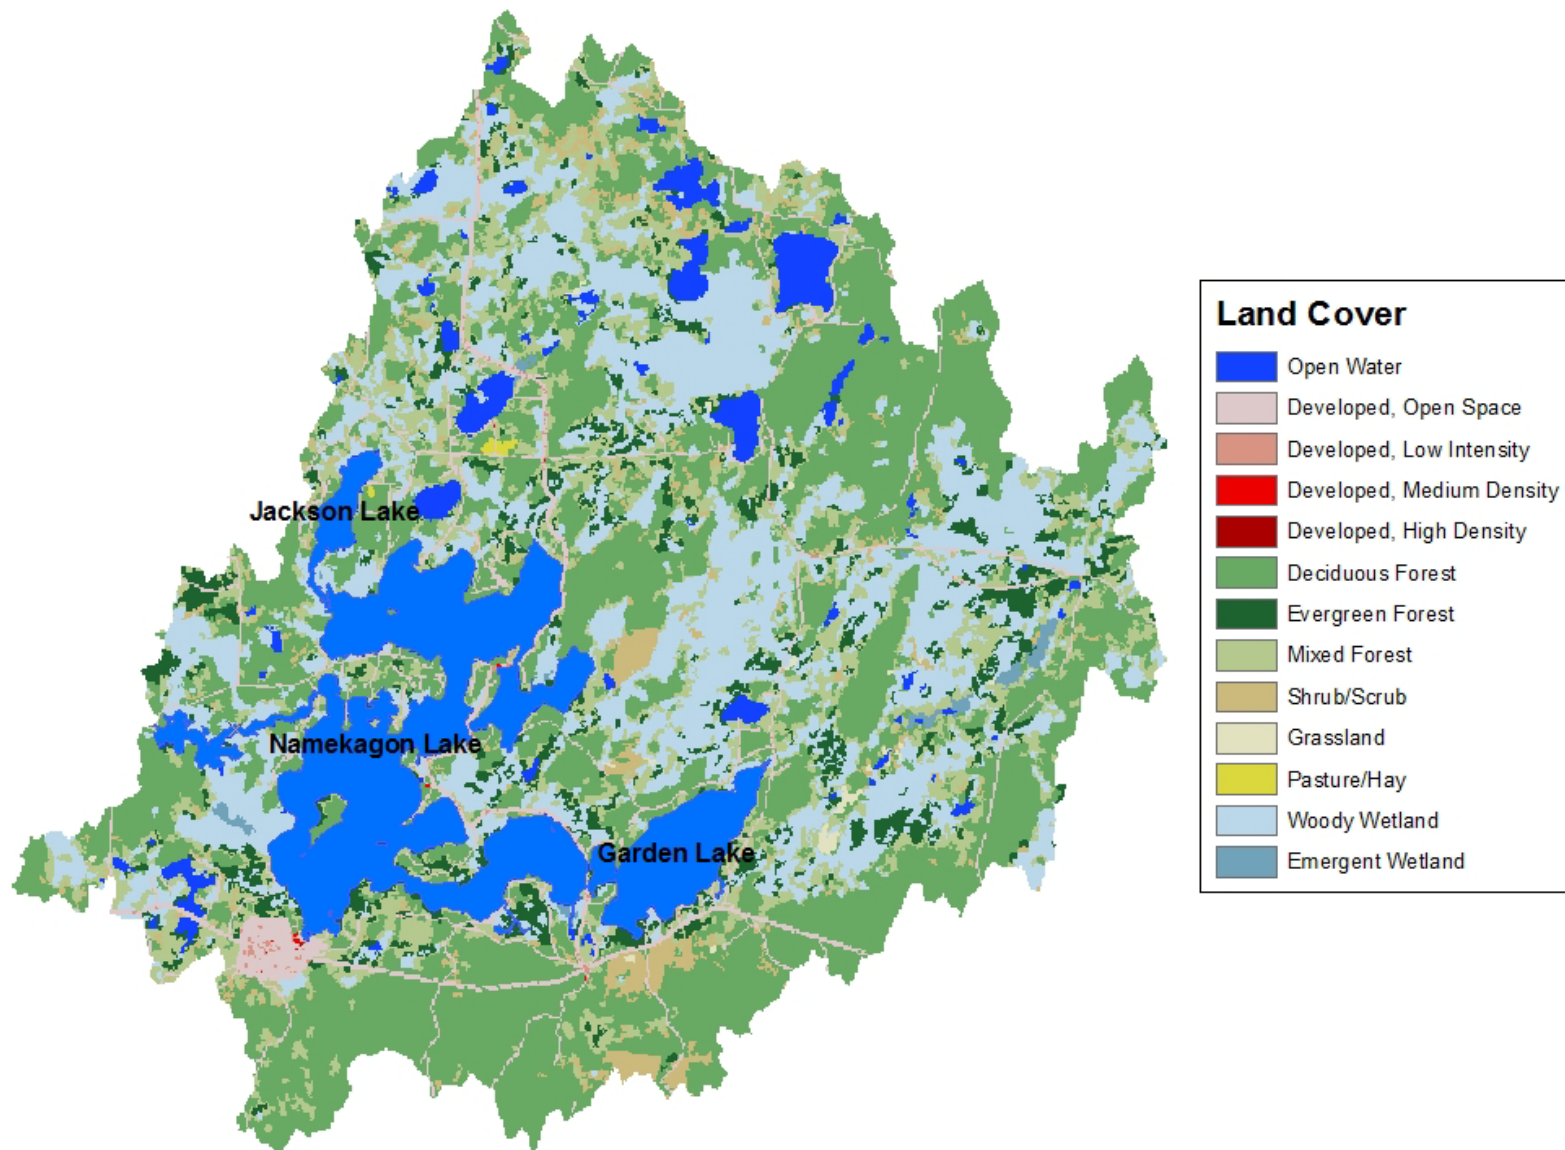 Jackson Lake
Namekagon Lake
Garden Lake
Land Cover
Open Water
Developed, Open Space
Developed, Low Intensity
Developed, Medium Density
Developed, High Density
Deciduous Forest
Evergreen Forest
Mixed Forest
Shrub/Scrub
Grassland
Pasture/Hay
Woody Wetland
Emergent Wetland